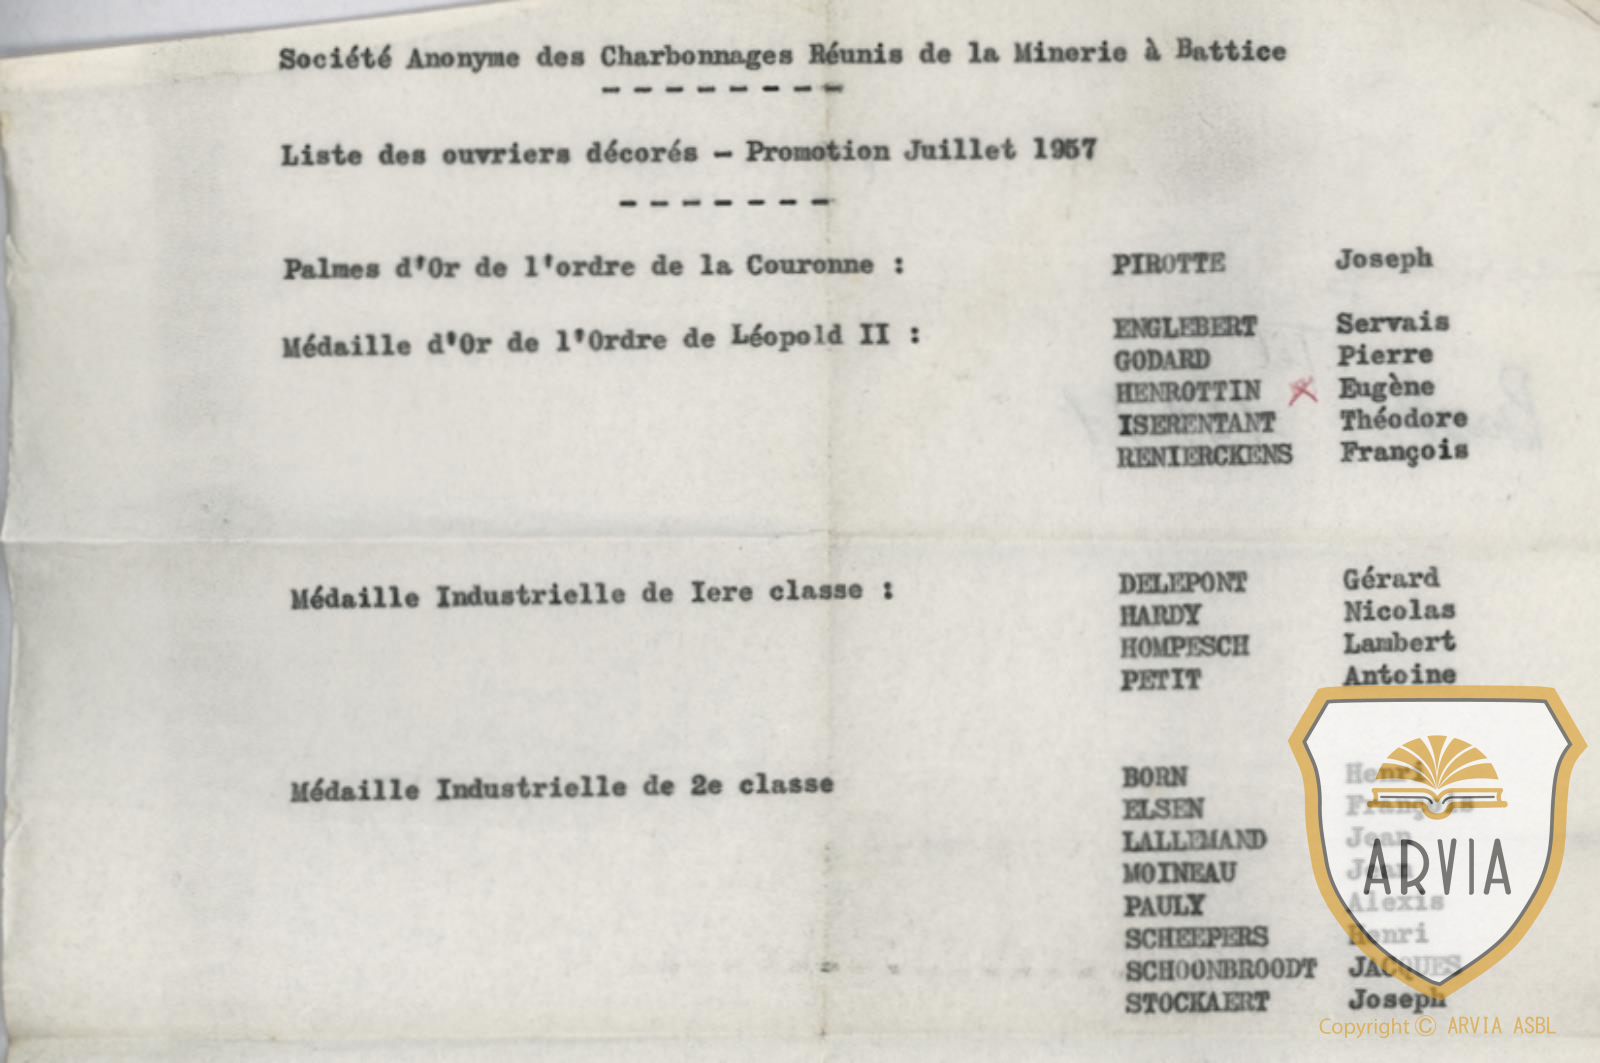 Société Anonyme des Charbonnages Réunis de la Minerie à Battice
- - - - - - - -
Liste des ouvriers décorés - Promotion Juillet 1957
- - - - - - -
Palmes d'Or de l'ordre de la Couronne : PIROTTE Joseph
Médaille d'Or de l'Ordre de Léopold II : ENGLEBERT Servais
GODARD Pierre
HENROTTIN x Eugène
ISERENTANT Théodore
RENIERCKENS François
Médaille Industrielle de Iere classe : DELEPONT Gérard
HARDY Nicolas
HOMPESCH Lambert
PETIT Antoine
Médaille Industrielle de 2e classe BORN Henri
ELSEN François
LALLEMAND Jean
MOINEAU Jean
PAULY Alexis
SCHEEPERS Henri
SCHOONBROODT JACQUES
STOCKAERT Joseph
ARVIA
Copyright © ARVIA ASBL